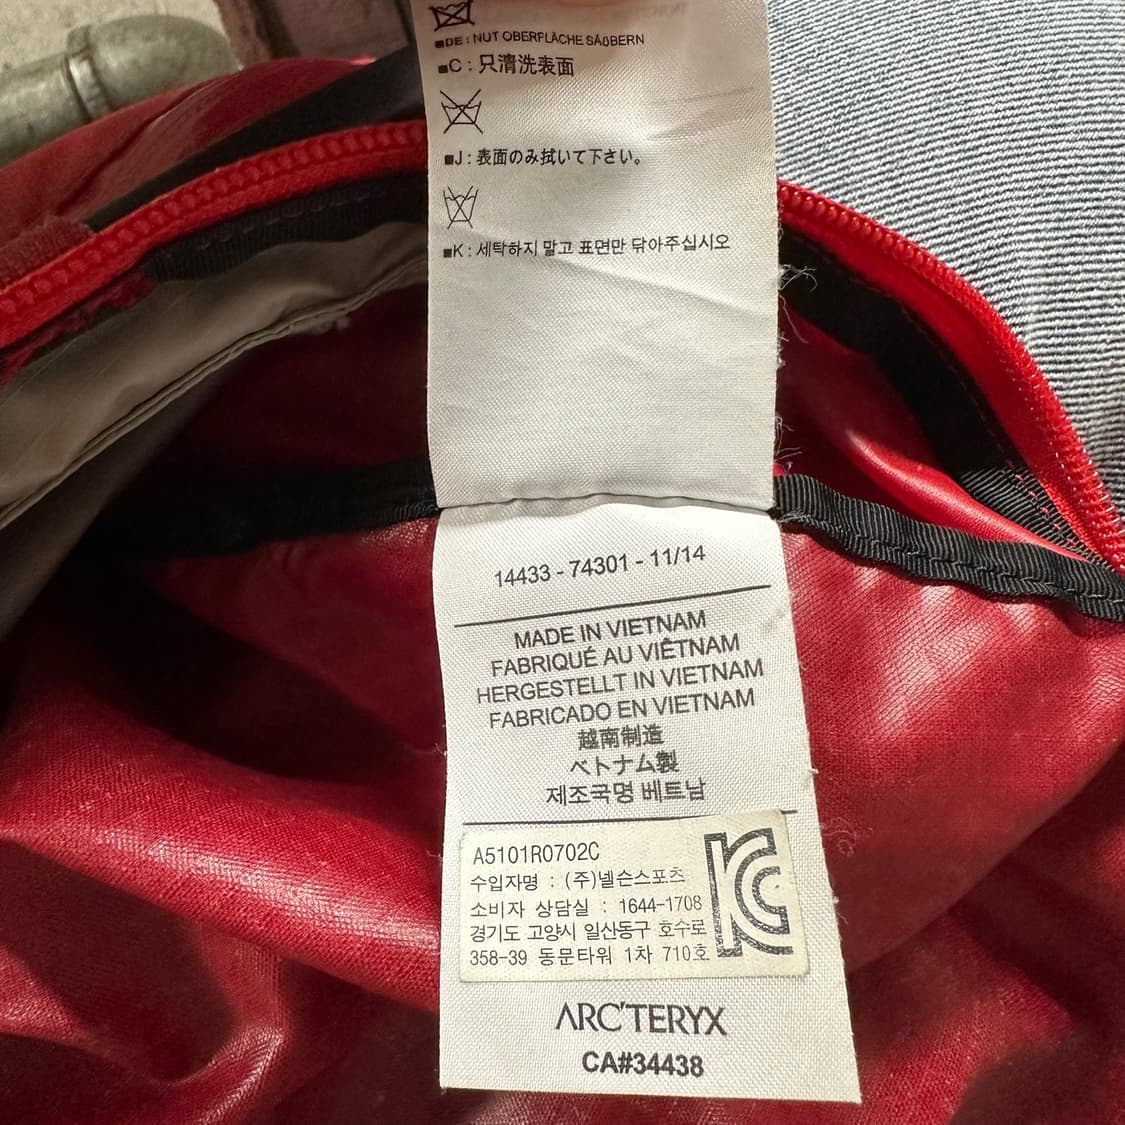 ■DE : NUT OBERFLÄCHE SÄUBERN
■C : 只清洗表面
■J : 表面のみ拭いて下さい。
■K : 세탁하지 말고 표면만 닦아주십시오
14433 - 74301 - 11/14
MADE IN VIETNAM
FABRIQUÉ AU VIÊTNAM
HERGESTELLT IN VIETNAM
FABRICADO EN VIETNAM
越南制造
ベトナム製
제조국명 베트남
A5101R0702C
수입자명 : (주)넬슨스포츠
소비자 상담실 : 1644-1708
경기도 고양시 일산동구 호수로
358-39 동문타워 1차 710호
ARC'TERYX
CA#34438